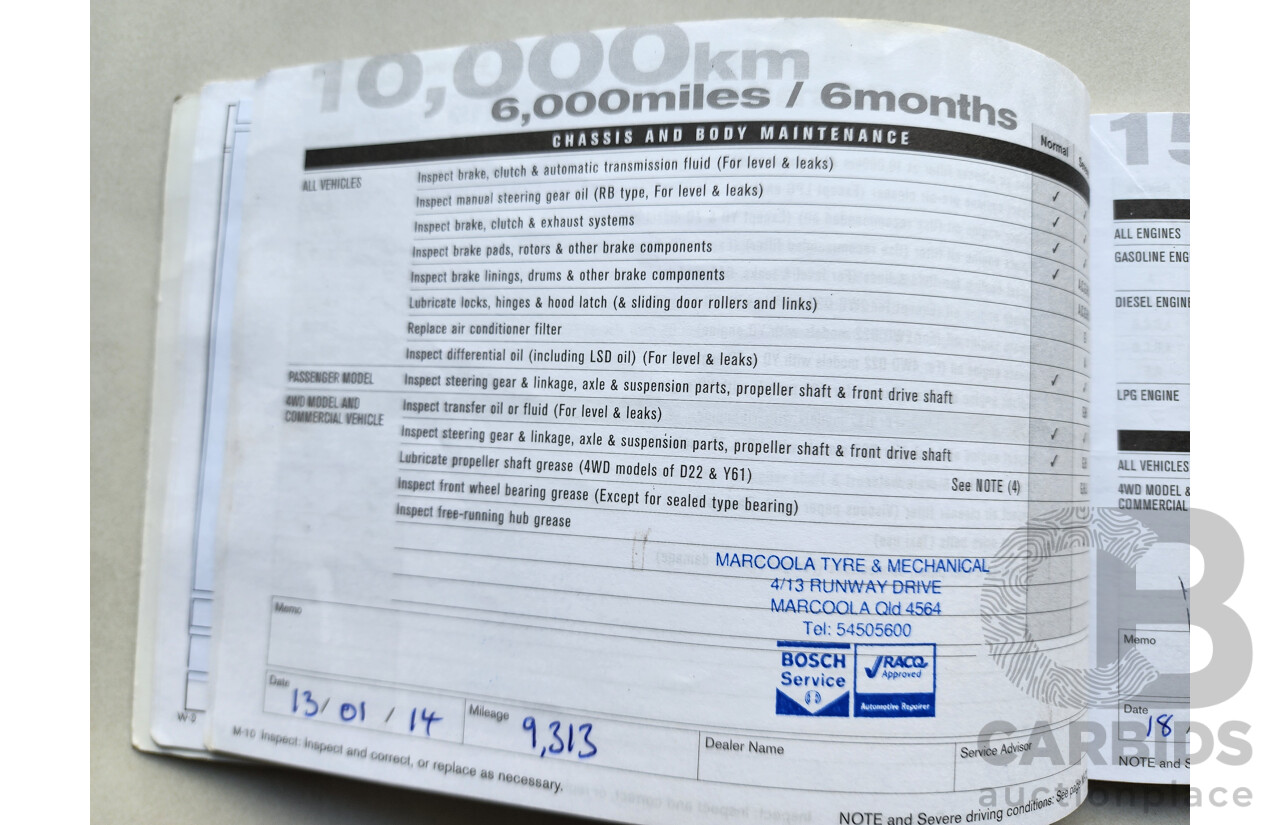 10,000km
6,000miles / 6months
CHASSIS AND BODY MAINTENANCE
Normal
ALL VEHICLES
Inspect brake, clutch & automatic transmission fluid (For level & leaks)
Inspect manual steering gear oil (RB type, For level & leaks)
✓
Inspect brake, clutch & exhaust systems
✓
Inspect brake pads, rotors & other brake components
✓
Inspect brake linings, drums & other brake components
✓
Lubricate locks, hinges & hood latch (& sliding door rollers and links)
Replace air conditioner filter
Inspect differential oil (including LSD oil) (For level & leaks)
✓
PASSENGER MODEL
Inspect steering gear & linkage, axle & suspension parts, propeller shaft & front drive shaft
4WD MODEL AND
COMMERCIAL VEHICLE
Inspect transfer oil or fluid (For level & leaks)
✓
Inspect steering gear & linkage, axle & suspension parts, propeller shaft & front drive shaft
✓
Lubricate propeller shaft grease (4WD models of D22 & Y61)
See NOTE (4)
Inspect front wheel bearing grease (Except for sealed type bearing)
Inspect free-running hub grease
MARCOOLA TYRE & MECHANICAL
4/13 RUNWAY DRIVE
MARCOOLA Qld 4564
Tel: 54505600
BOSCH
Service
RACQ
Approved
Automotive Repairer
Memo
Date
13/01/14
Mileage
9,313
Dealer Name
Service Advisor
M-10 Inspect: Inspect and correct, or replace as necessary.
NOTE and Severe driving conditions: See page
W-0
15
ALL ENGINES
GASOLINE ENG
DIESEL ENGINE
LPG ENGINE
ALL VEHICLES
4WD MODEL &
COMMERCIAL
Memo
Date
18
NOTE and S
CARBIDS
auctionplace